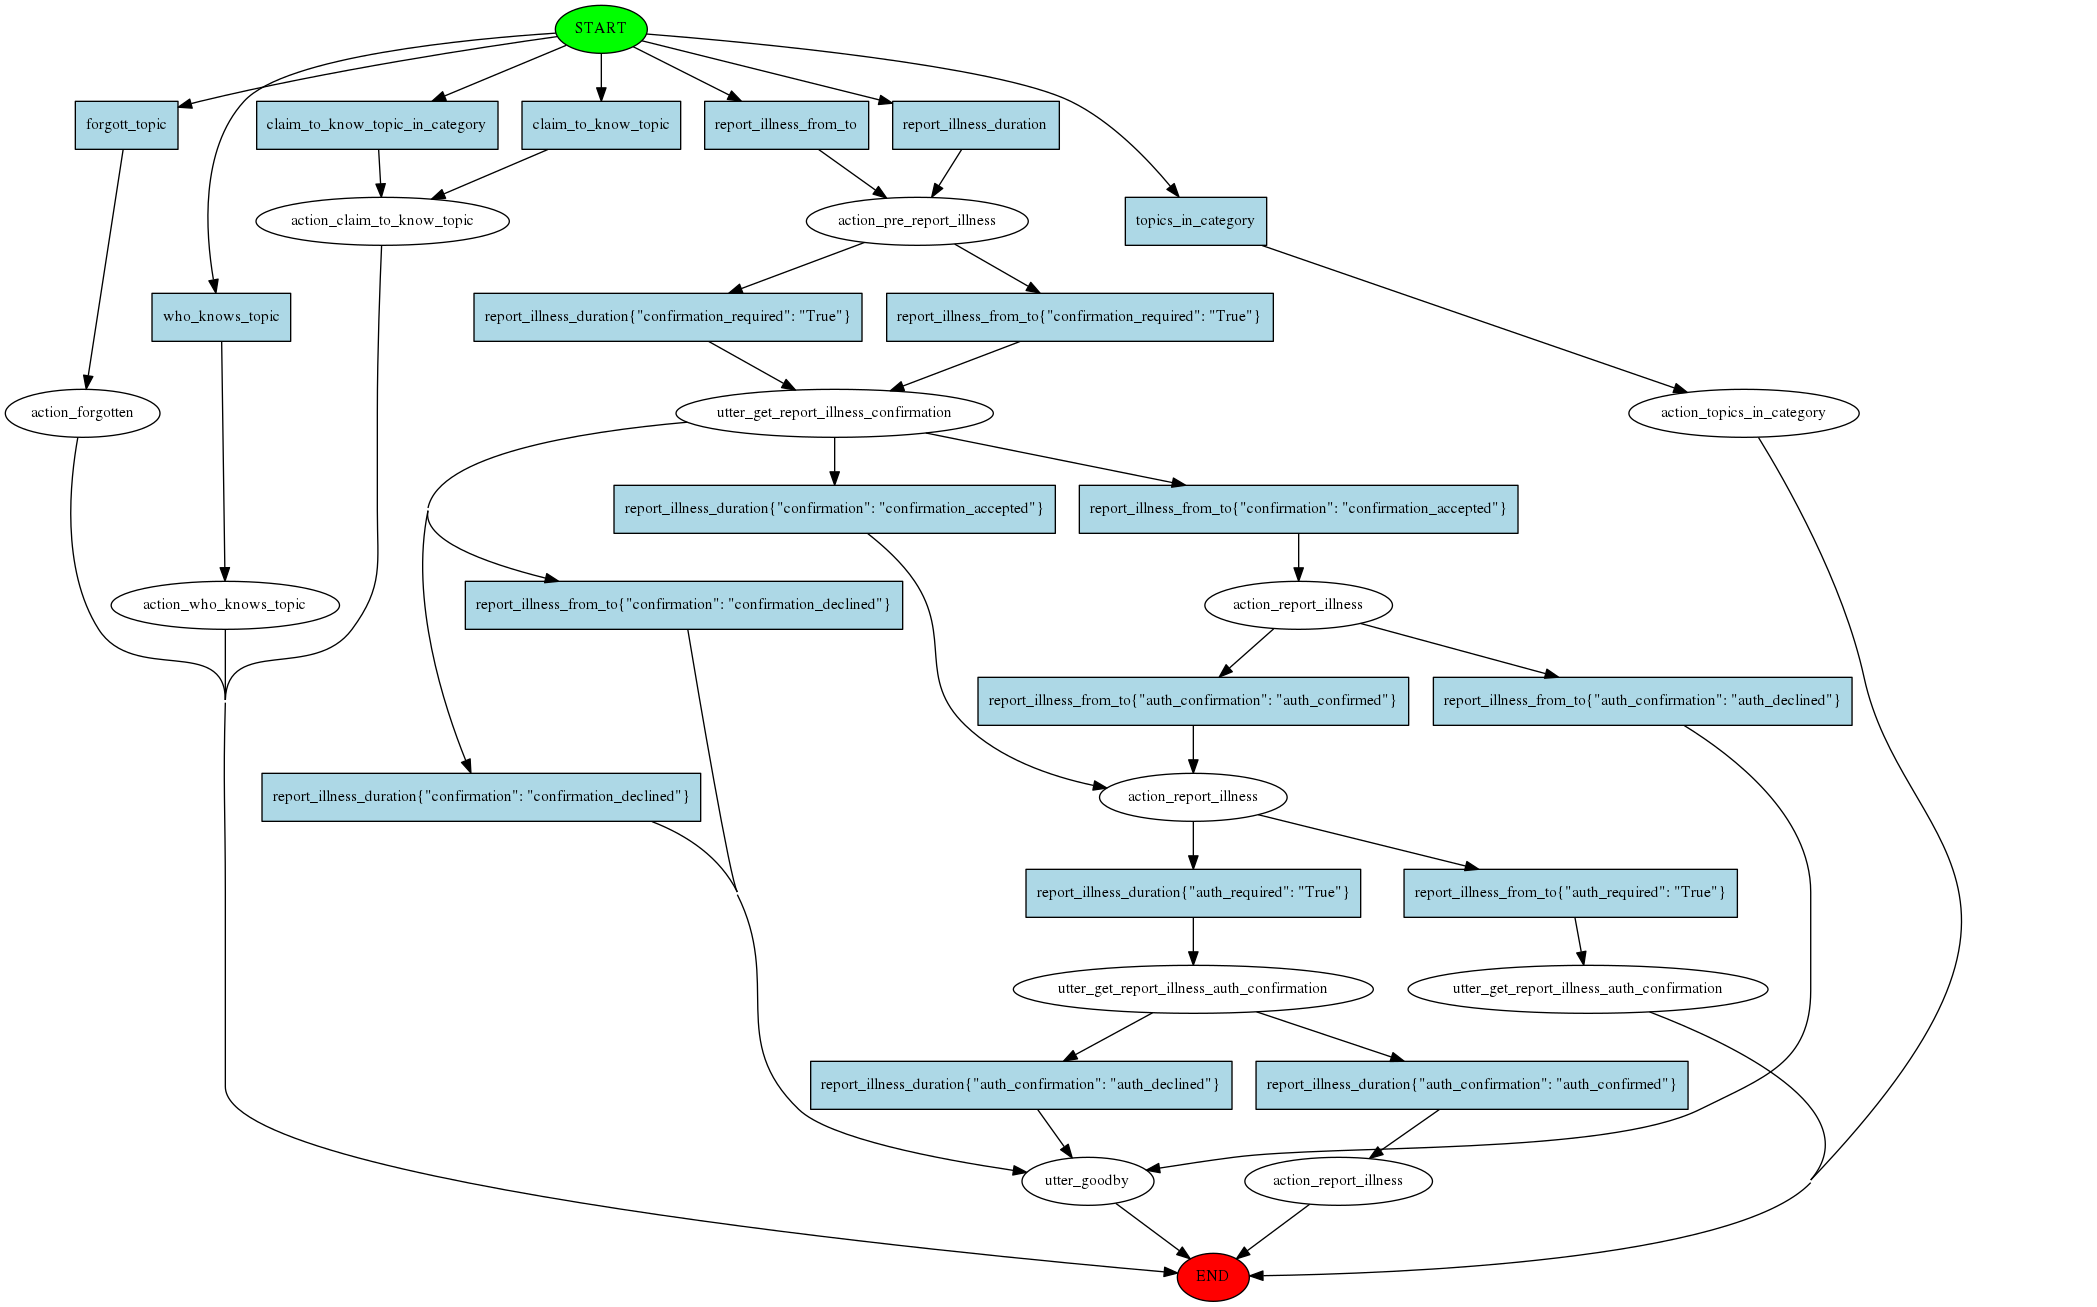 START
forgott_topic
claim_to_know_topic_in_category
claim_to_know_topic
report_illness_from_to
report_illness_duration
action_claim_to_know_topic
action_pre_report_illness
topics_in_category
who_knows_topic
report_illness_duration{"confirmation_required": "True"}
report_illness_from_to{"confirmation_required": "True"}
action_forgotten
utter_get_report_illness_confirmation
action_topics_in_category
report_illness_duration{"confirmation": "confirmation_accepted"}
report_illness_from_to{"confirmation": "confirmation_accepted"}
action_who_knows_topic
report_illness_from_to{"confirmation": "confirmation_declined"}
action_report_illness
report_illness_from_to{"auth_confirmation": "auth_confirmed"}
report_illness_from_to{"auth_confirmation": "auth_declined"}
report_illness_duration{"confirmation": "confirmation_declined"}
action_report_illness
report_illness_duration{"auth_required": "True"}
report_illness_from_to{"auth_required": "True"}
utter_get_report_illness_auth_confirmation
utter_get_report_illness_auth_confirmation
report_illness_duration{"auth_confirmation": "auth_declined"}
report_illness_duration{"auth_confirmation": "auth_confirmed"}
utter_goodby
action_report_illness
END